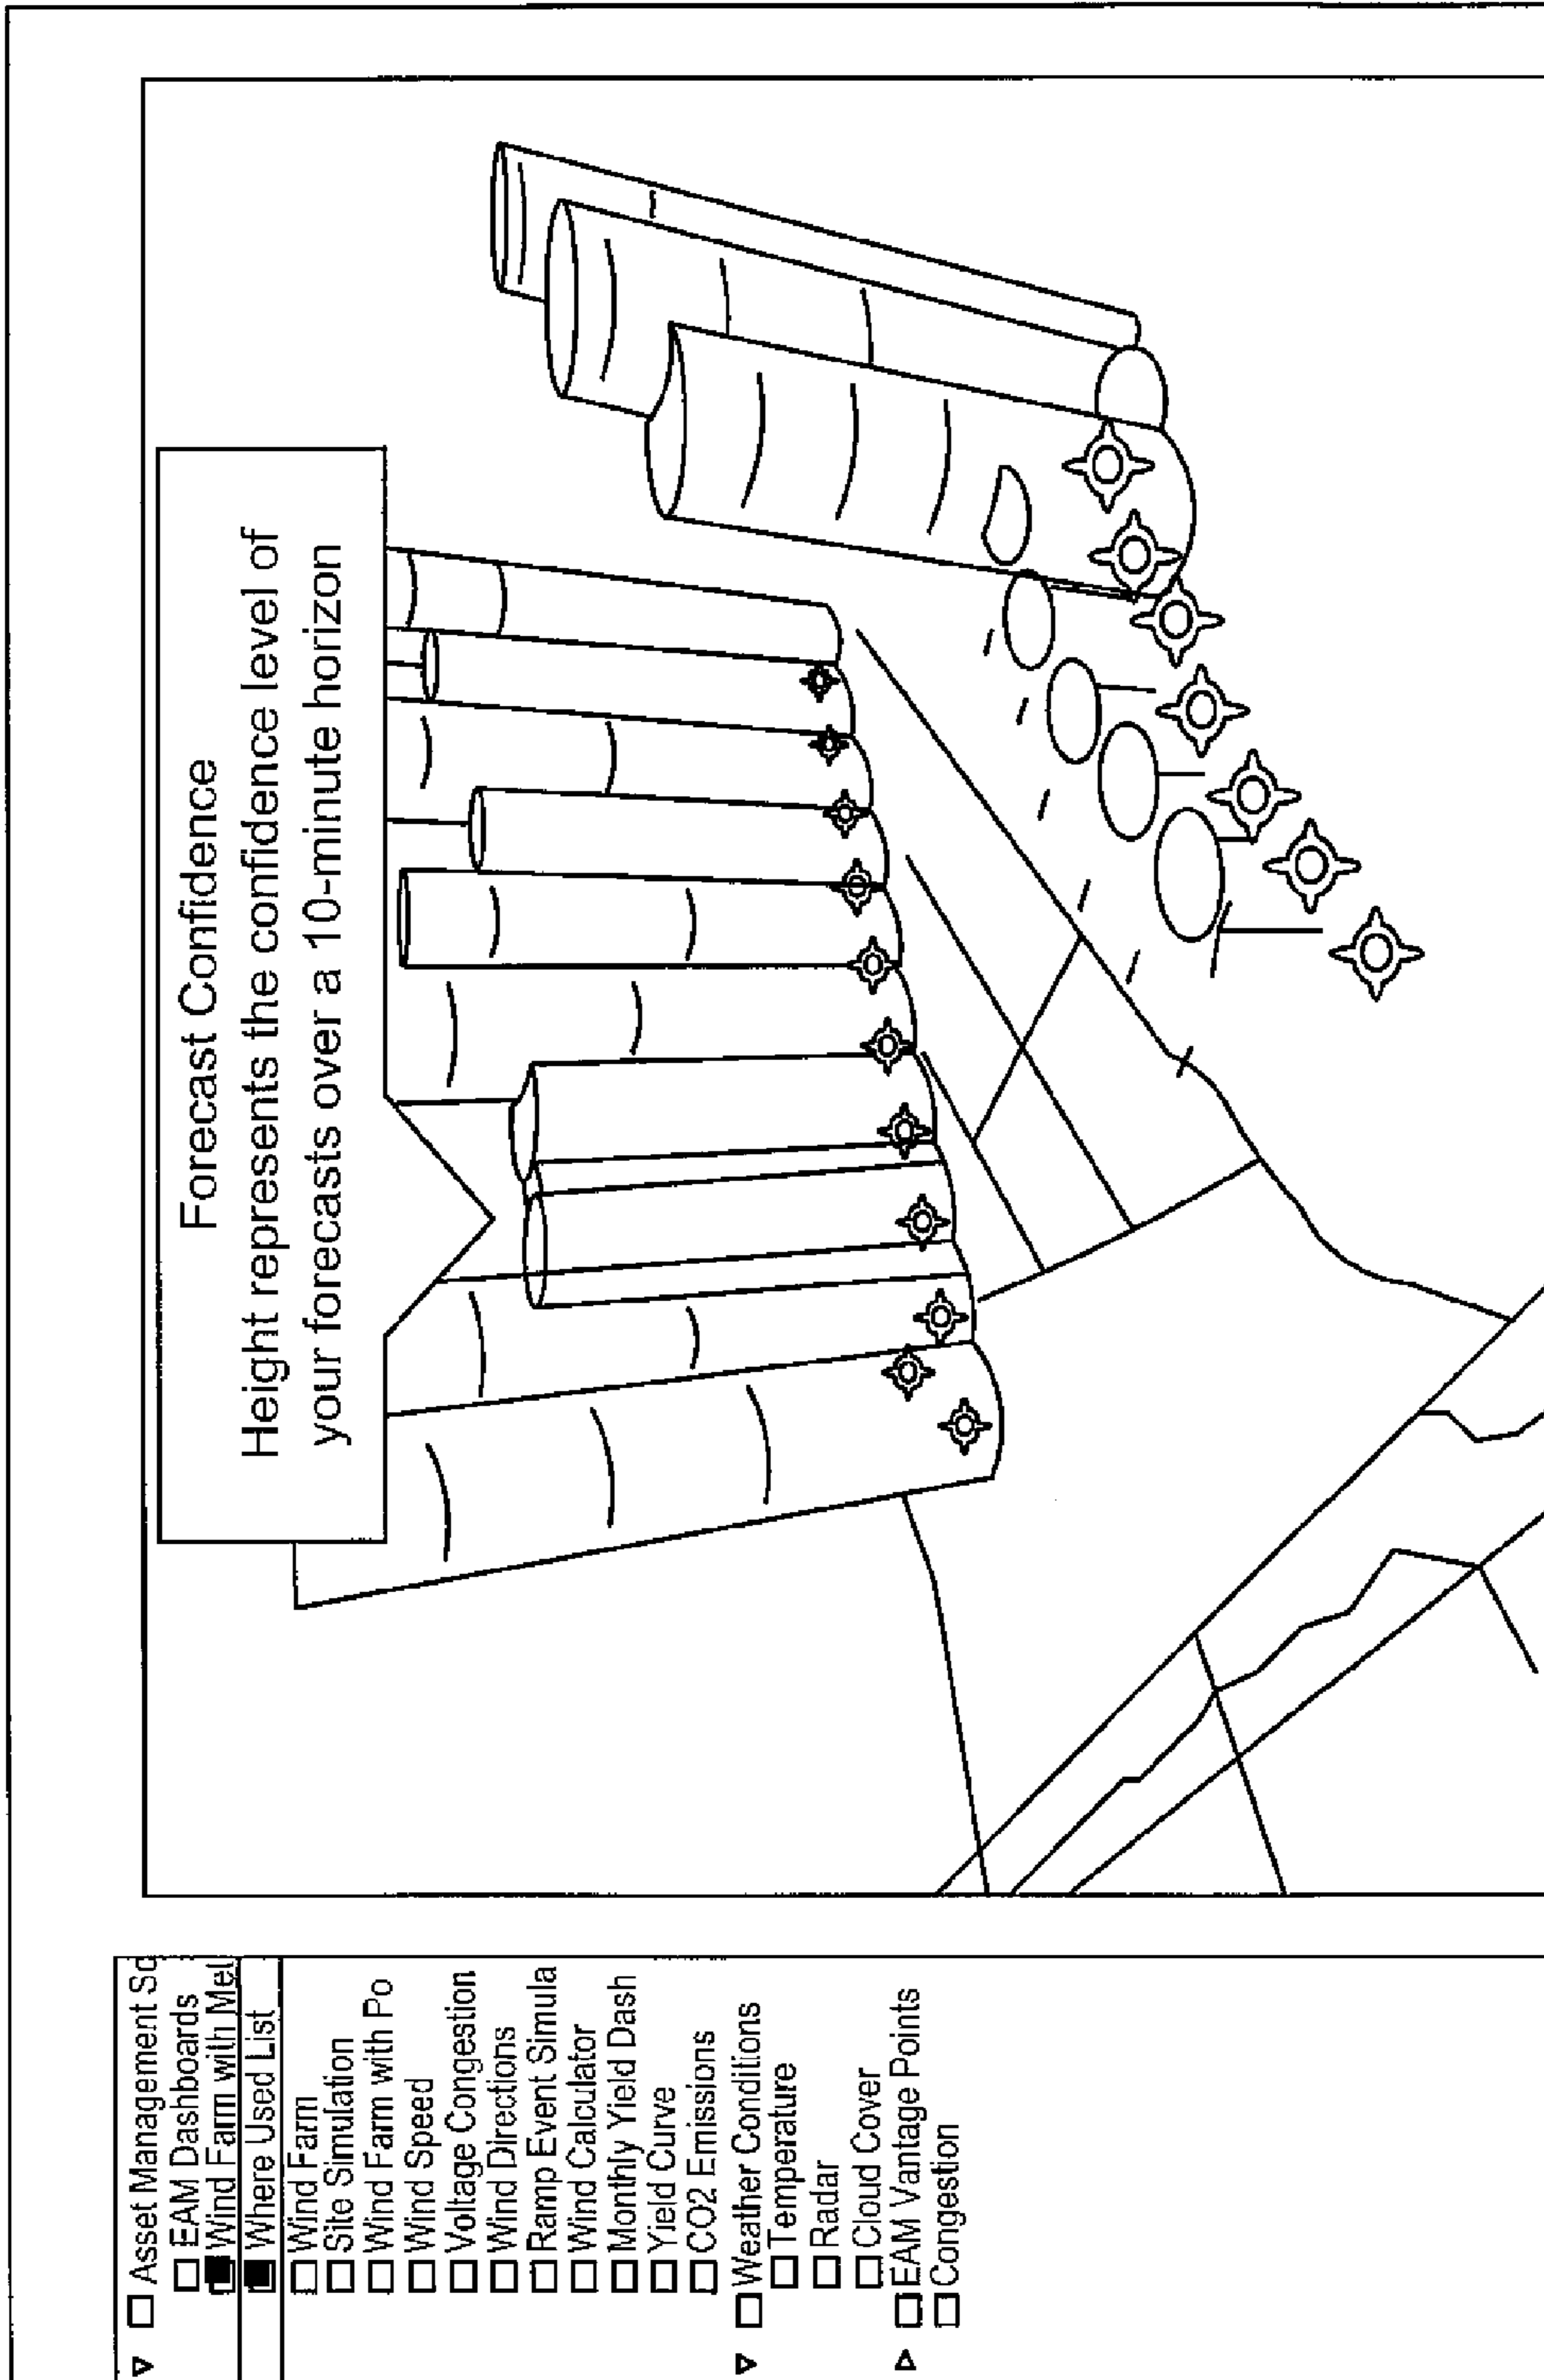 Asset Management Sc
EAM Dashboards
Wind Farm with Met
Where Used List
Wind Farm
Site Simulation
Wind Farm with Po
Wind Speed
Voltage Congestion
Wind Directions
Ramp Event Simula
Wind Calculator
Monthly Yield Dash
Yield Curve
CO2 Emissions
Weather Conditions
Temperature
Radar
Cloud Cover
EAM Vantage Points
Congestion
Forecast Confidence
Height represents the confidence level of
your forecasts over a 10-minute horizon